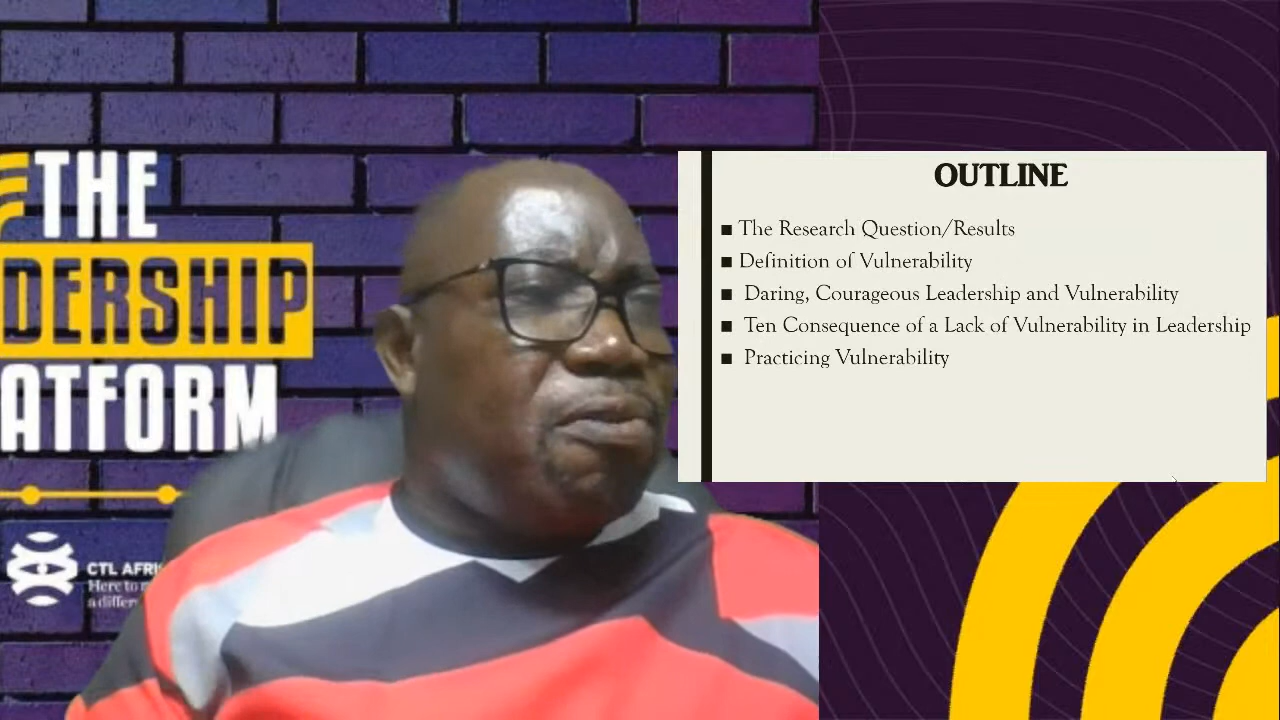 THE
DERSHIP
ATFORM
CTL AFRI
Here to
a differ
OUTLINE
■ The Research Question/Results
■ Definition of Vulnerability
■ Daring, Courageous Leadership and Vulnerability
■ Ten Consequence of a Lack of Vulnerability in Leadership
■ Practicing Vulnerability